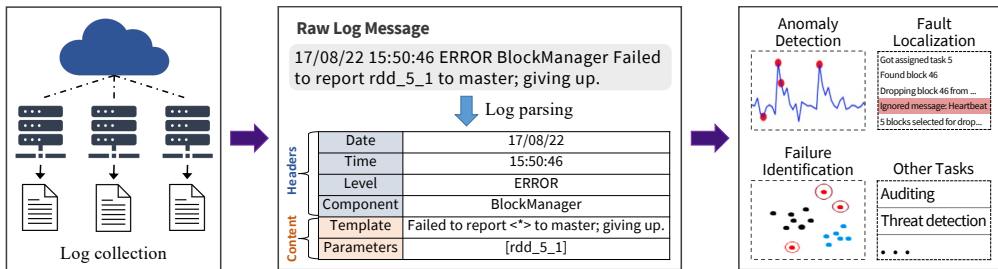 Log collection
Raw Log Message
17/08/22 15:50:46 ERROR BlockManager Failed
to report rdd_5_1 to master; giving up.
Log parsing
Headers
Date 17/08/22
Time 15:50:46
Level ERROR
Component BlockManager
Content
Template Failed to report <*> to master; giving up.
Parameters [rdd_5_1]
Anomaly
Detection
Fault
Localization
Got assigned task 5
Found block 46
Dropping block 46 from ...
Ignored message: Heartbeat
5 blocks selected for drop...
Failure
Identification
Other Tasks
Auditing
Threat detection
. . .